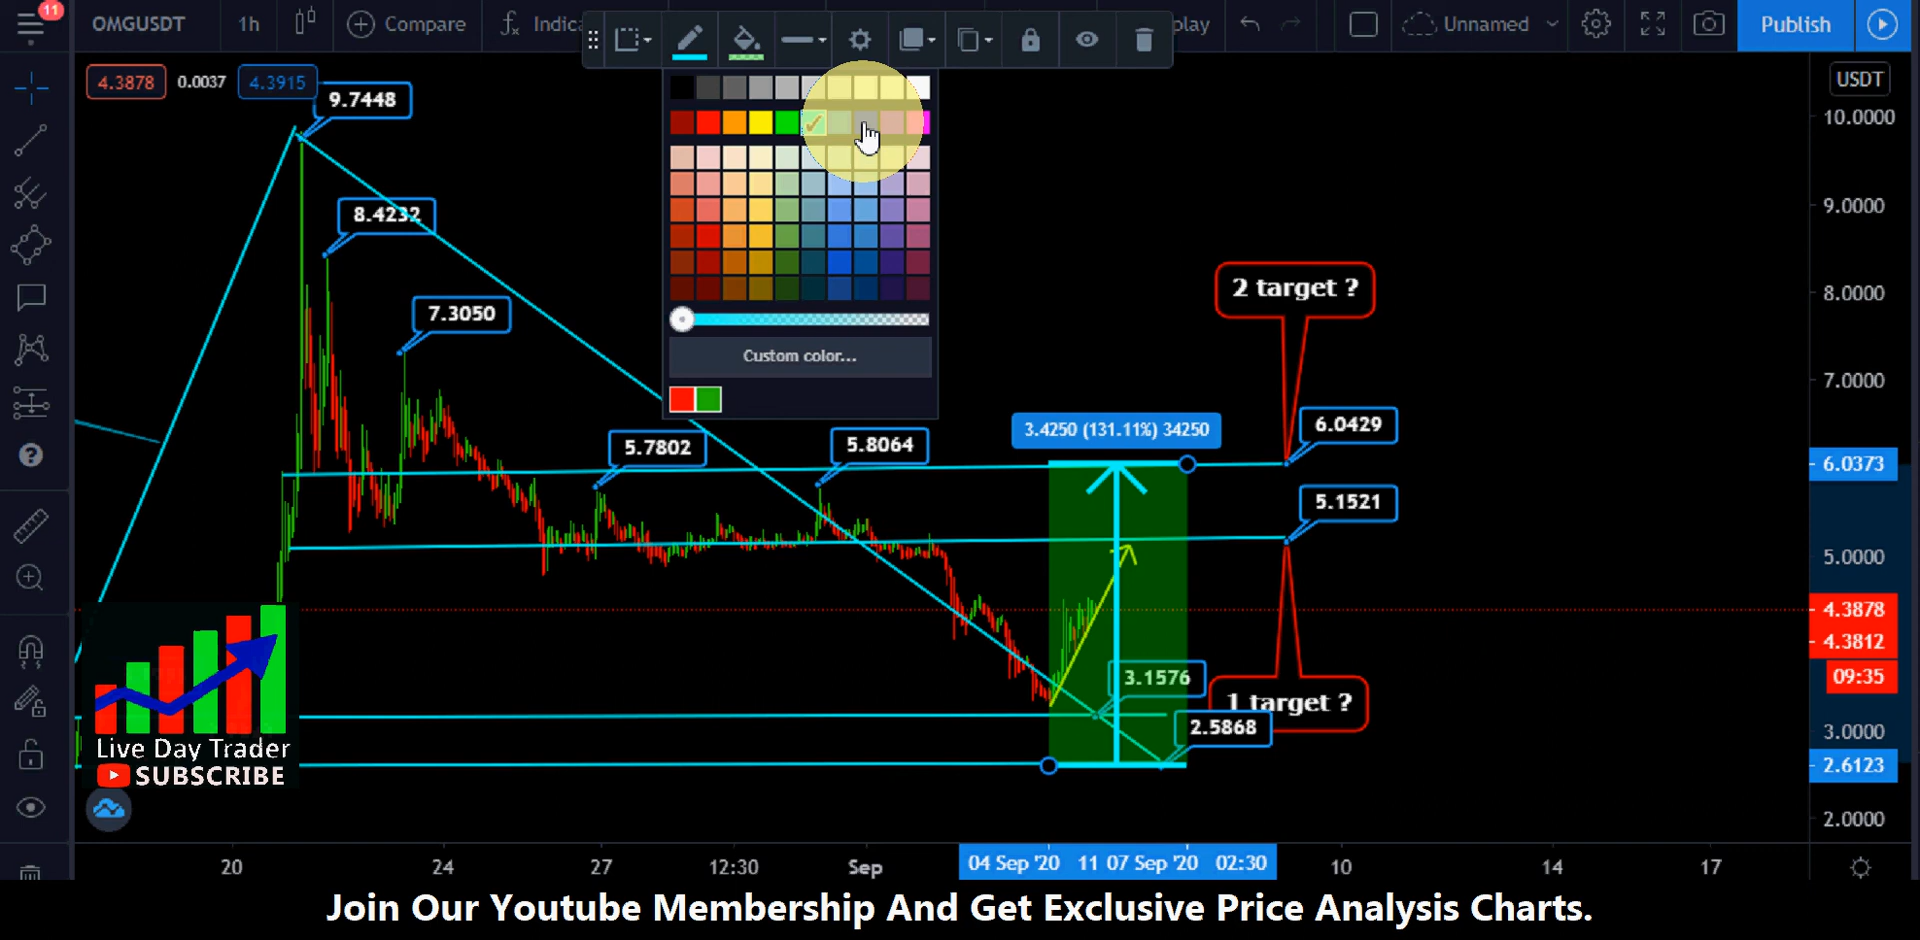 11
OMGUSDT
1h
Compare
Indic
play
Unnamed
Publish
4.3878
0.0037
4.3915
USDT
9.7448
8.4232
7.3050
5.7802
5.8064
Custom color...
3.4250 (131.11%) 34250
2 target ?
6.0429
5.1521
3.1576
1 target ?
2.5868
10.0000
9.0000
8.0000
7.0000
6.0373
5.0000
4.3878
4.3812
09:35
3.0000
2.6123
2.0000
Live Day Trader
SUBSCRIBE
20
24
27
12:30
Sep
04 Sep '20 11
07 Sep '20 02:30
10
14
17
Join Our Youtube Membership And Get Exclusive Price Analysis Charts.